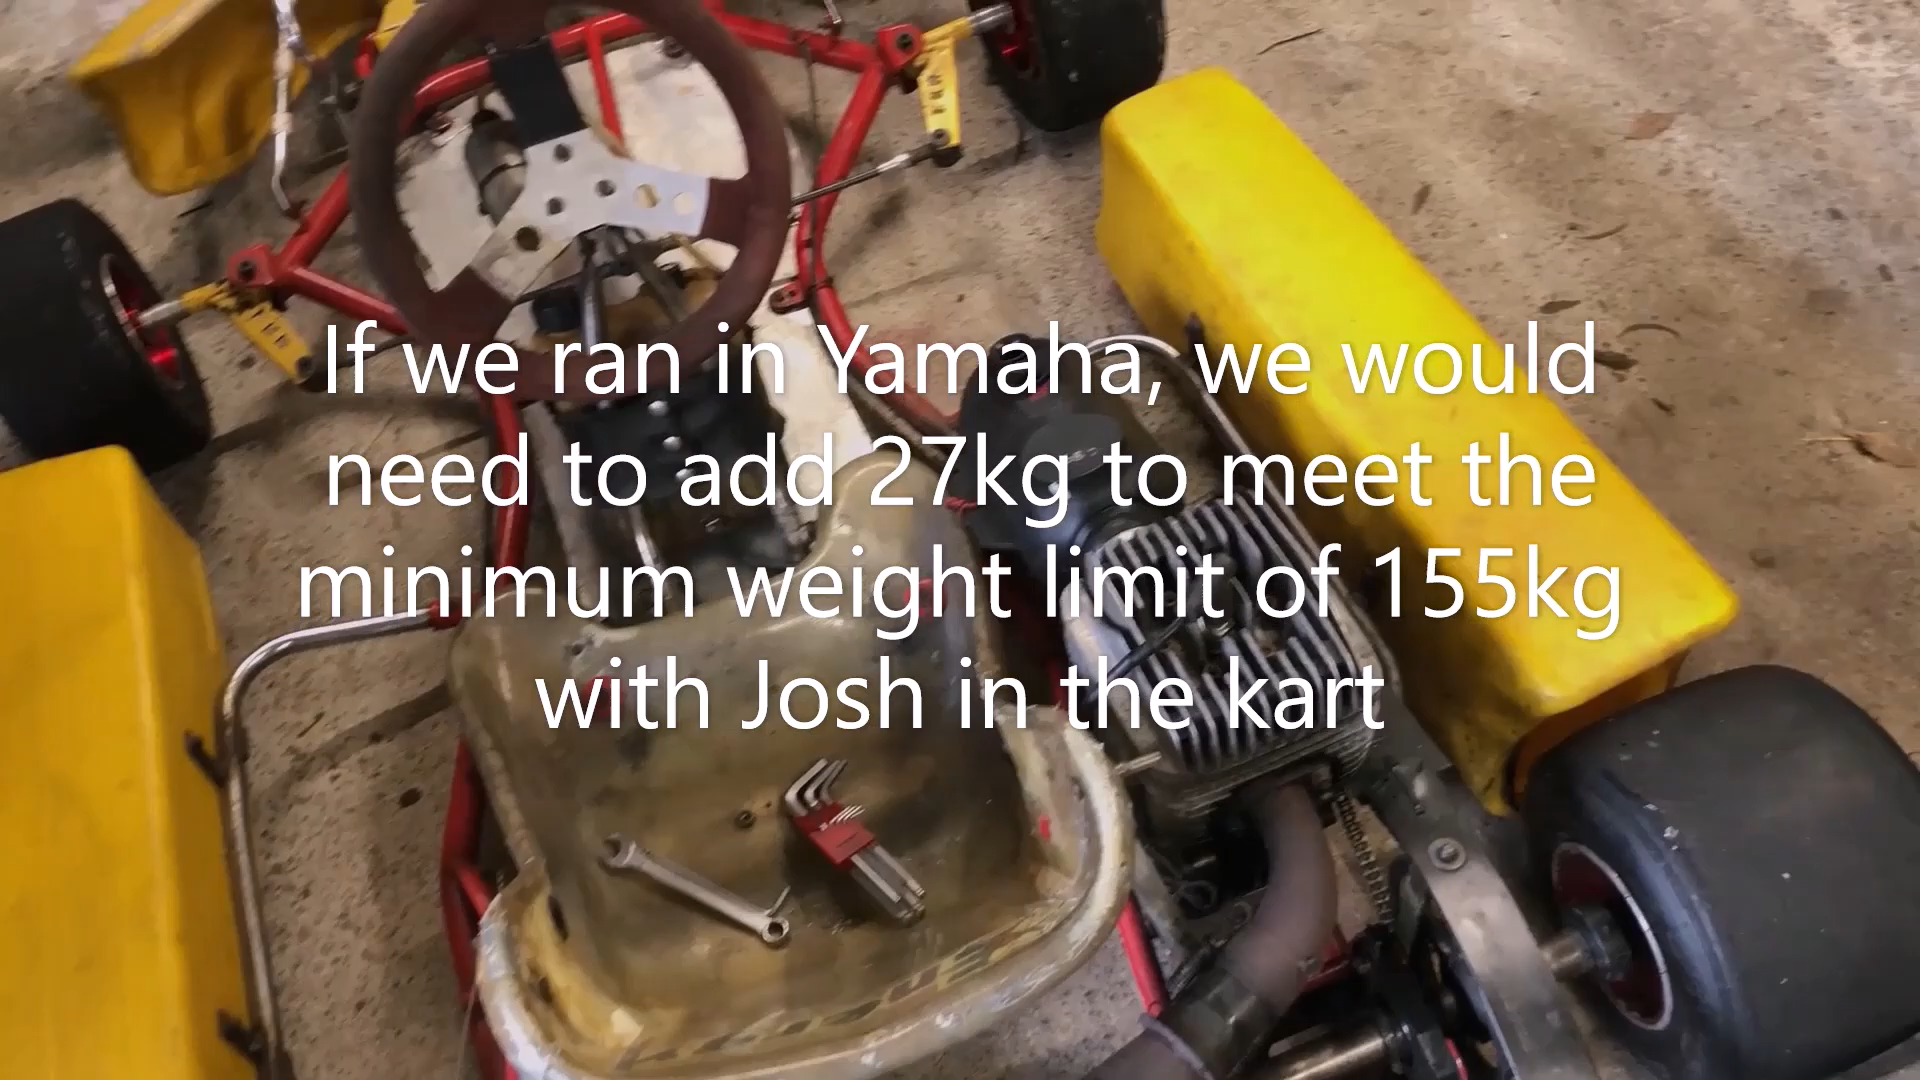 If we ran in Yamaha, we would
need to add 27kg to meet the
minimum weight limit of 155kg
with Josh in the kart